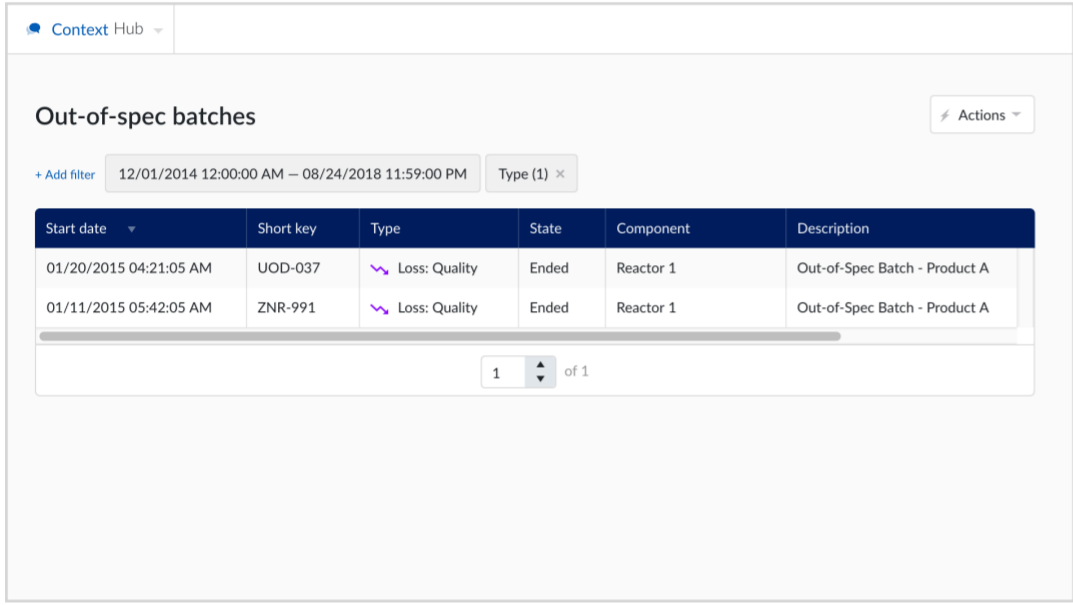 Context Hub
Out-of-spec batches
Actions
+ Add filter 12/01/2014 12:00:00 AM — 08/24/2018 11:59:00 PM Type (1) ×
Start date Short key Type State Component Description
01/20/2015 04:21:05 AM UOD-037 Loss: Quality Ended Reactor 1 Out-of-Spec Batch - Product A
01/11/2015 05:42:05 AM ZNR-991 Loss: Quality Ended Reactor 1 Out-of-Spec Batch - Product A
1 of 1